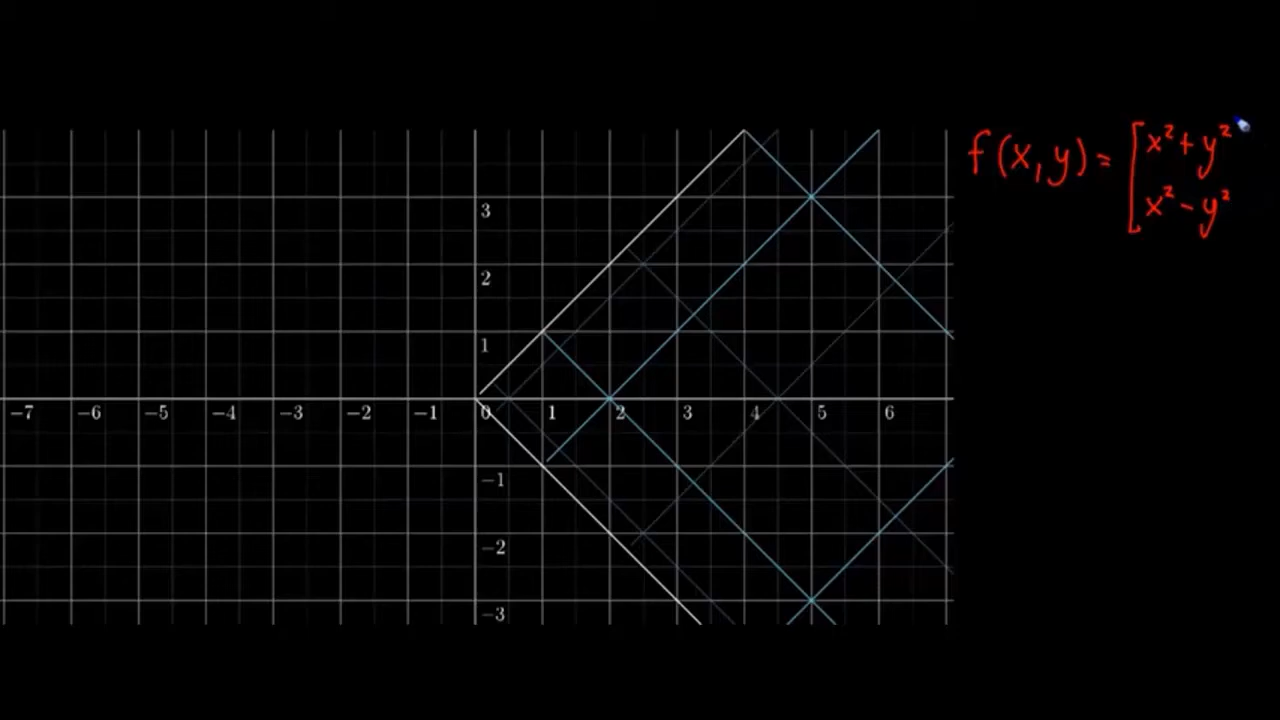 f(x, y) = [x² + y²
x² - y²
3
2
1
-7 -6 -5 -4 -3 -2 -1 0 1 2 3 4 5 6
-1
-2
-3